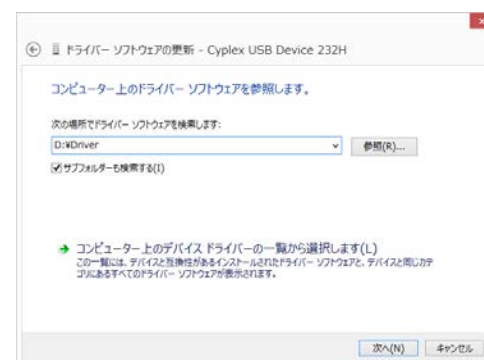 ドライバー ソフトウェアの更新 - Cyplex USB Device 232H
コンピューター上のドライバー ソフトウェアを参照します。
次の場所でドライバー ソフトウェアを検索します:
D:¥Driver
参照(R)...
サブフォルダーも検索する(I)
コンピューター上のデバイス ドライバーの一覧から選択します(L)
この一覧には、デバイスと互換性があるインストールされたドライバー ソフトウェアと、デバイスと同じカテ
ゴリにあるすべてのドライバー ソフトウェアが表示されます。
次へ(N)
キャンセル